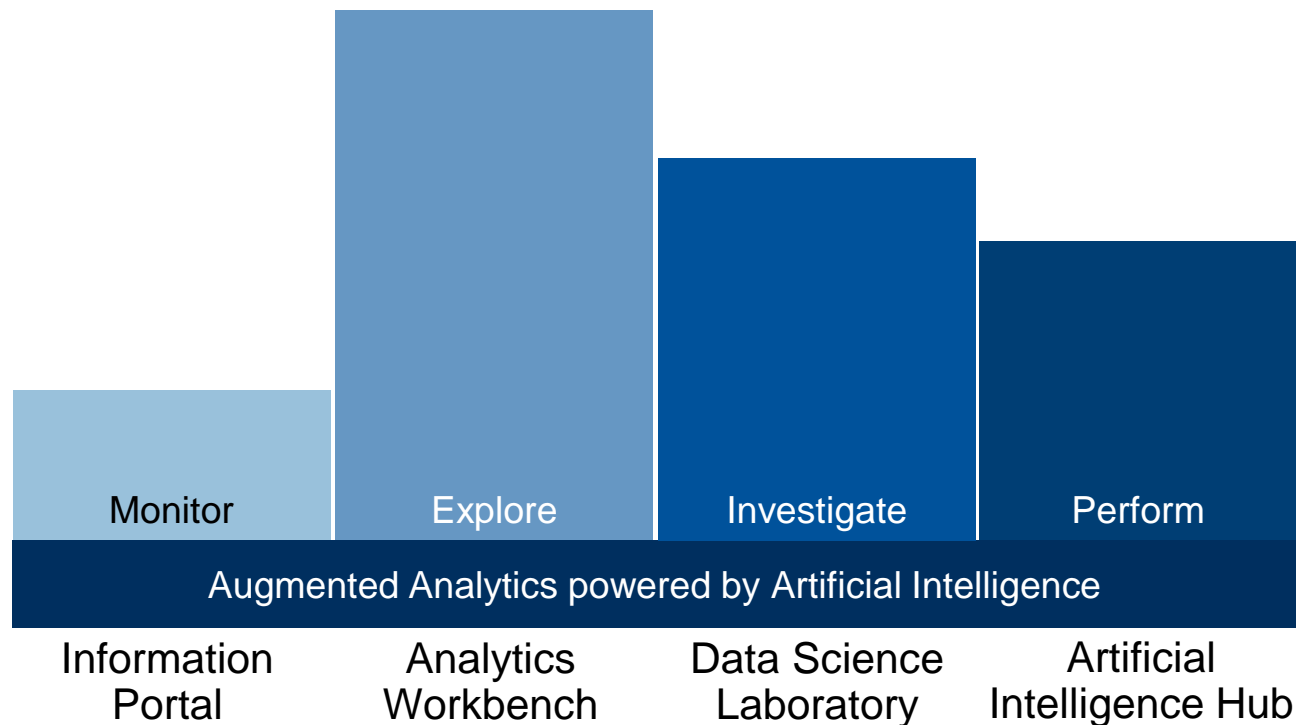 Monitor
Explore
Investigate
Perform
Augmented Analytics powered by Artificial Intelligence
Information
Portal
Analytics
Workbench
Data Science
Laboratory
Artificial
Intelligence Hub